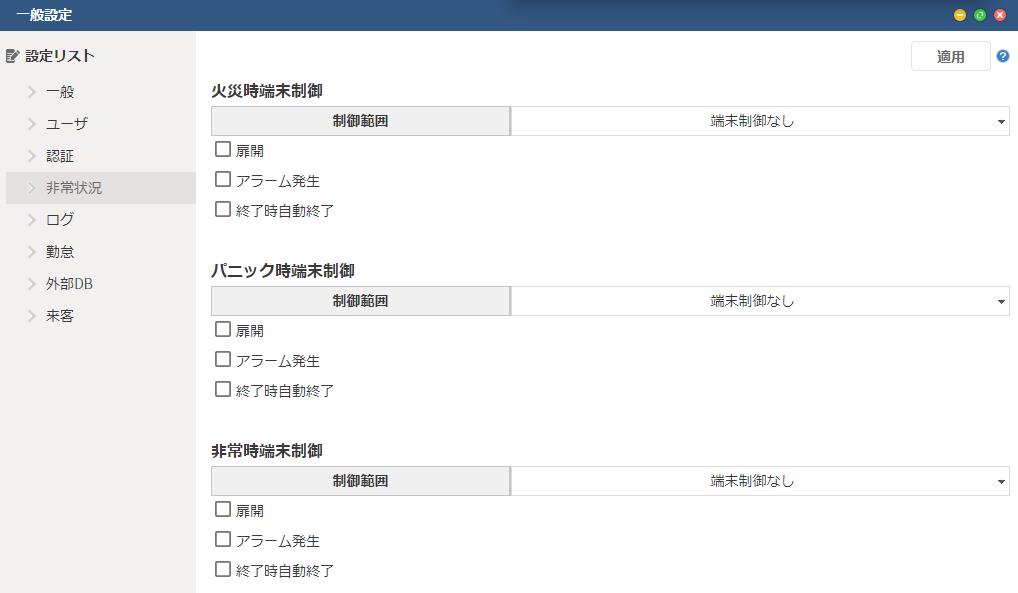 一般設定
設定リスト
一般
ユーザ
認証
非常状況
ログ
勤怠
外部DB
来客
適用
火災時端末制御
制御範囲 端末制御なし
扉開
アラーム発生
終了時自動終了
パニック時端末制御
制御範囲 端末制御なし
扉開
アラーム発生
終了時自動終了
非常時端末制御
制御範囲 端末制御なし
扉開
アラーム発生
終了時自動終了